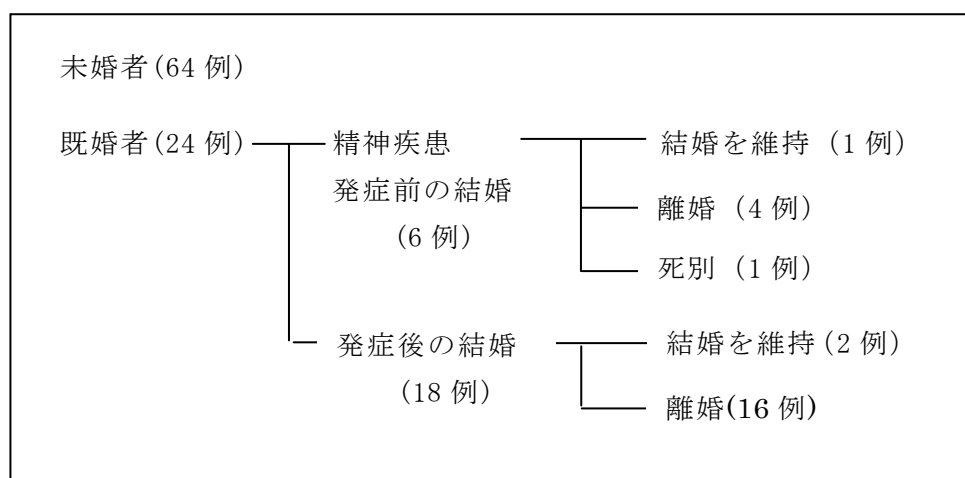 未婚者(64 例)
既婚者(24 例)
精神疾患
発症前の結婚
(6 例)
結婚を維持 (1 例)
離婚 (4 例)
死別 (1 例)
発症後の結婚
(18 例)
結婚を維持(2 例)
離婚(16 例)